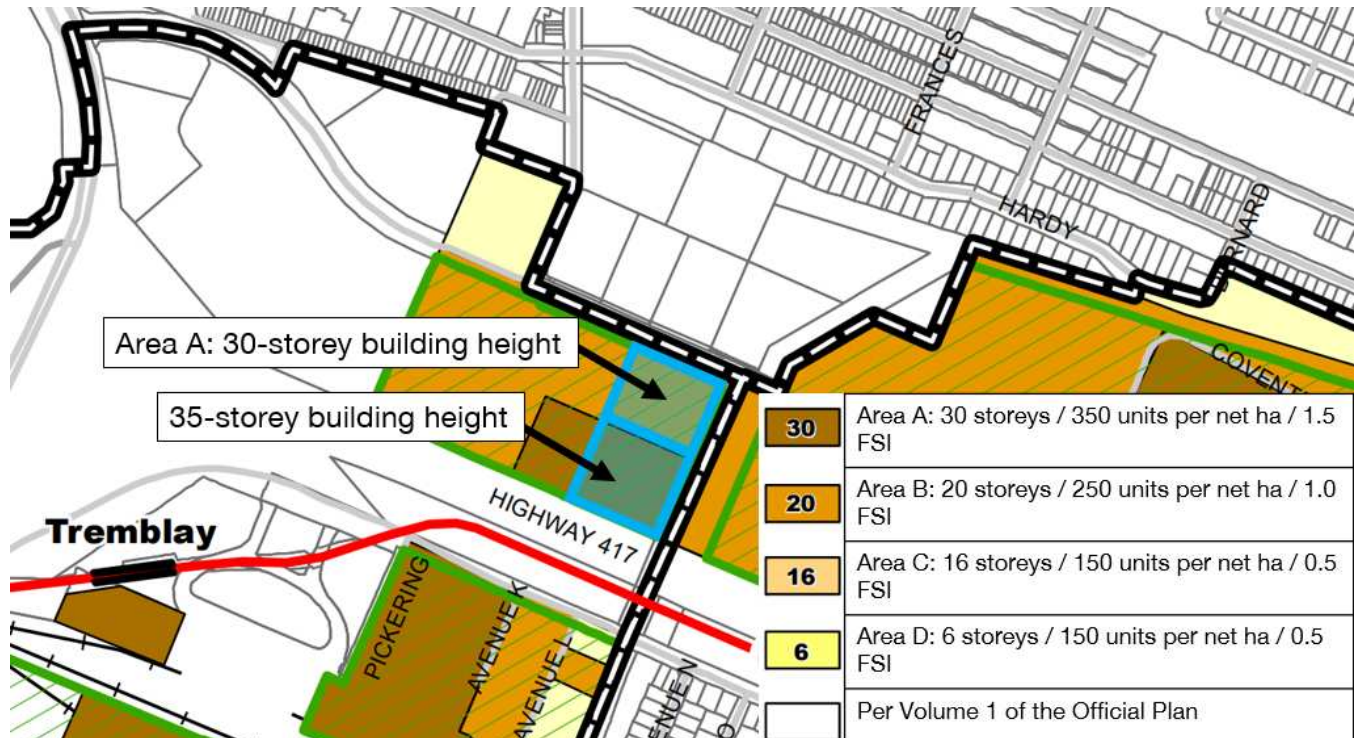 FRANCES
HARDY
BERNARD
COVENT
Area A: 30-storey building height
35-storey building height
HIGHWAY 417
Tremblay
PICKERING
AVENUE K
AVENUE L
ENUE N
O
30
Area A: 30 storeys / 350 units per net ha / 1.5
FSI
20
Area B: 20 storeys / 250 units per net ha / 1.0
FSI
16
Area C: 16 storeys / 150 units per net ha / 0.5
FSI
6
Area D: 6 storeys / 150 units per net ha / 0.5
FSI
Per Volume 1 of the Official Plan